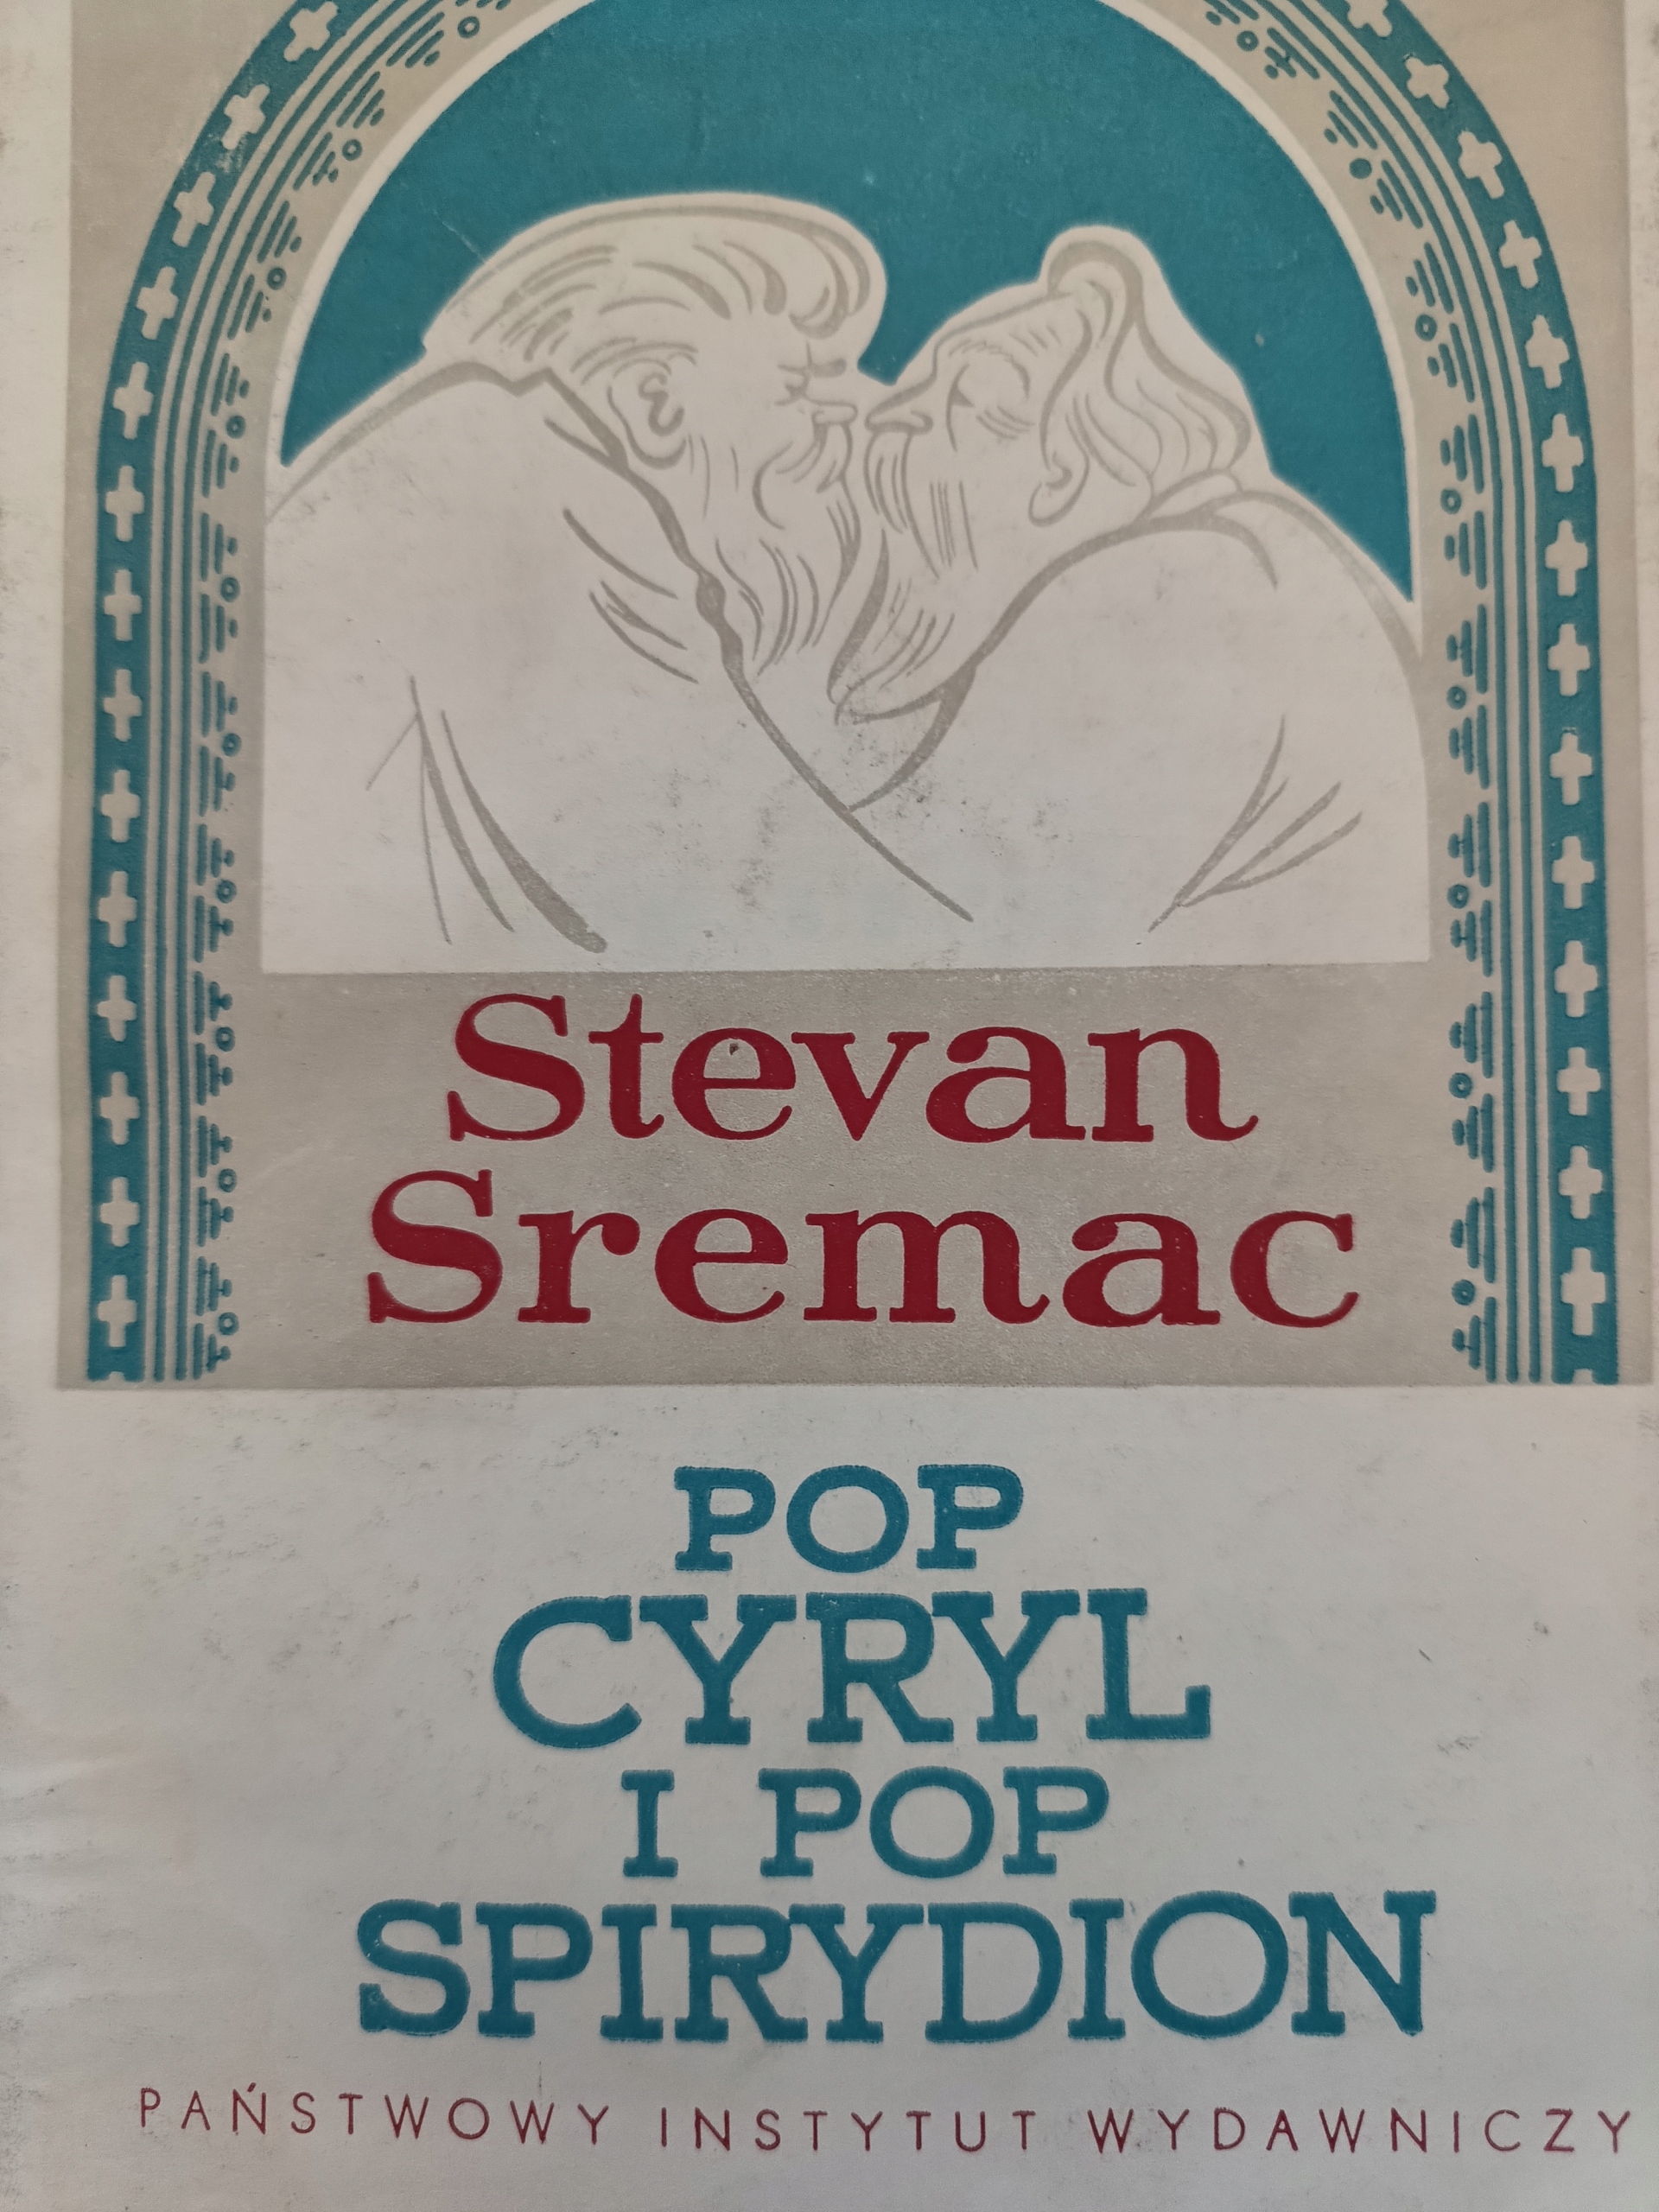 Stevan
Sremac
POP
CYRYL
I POP
SPIRYDION
PAŃSTWOWY INSTYTUT WYDAWNICZY